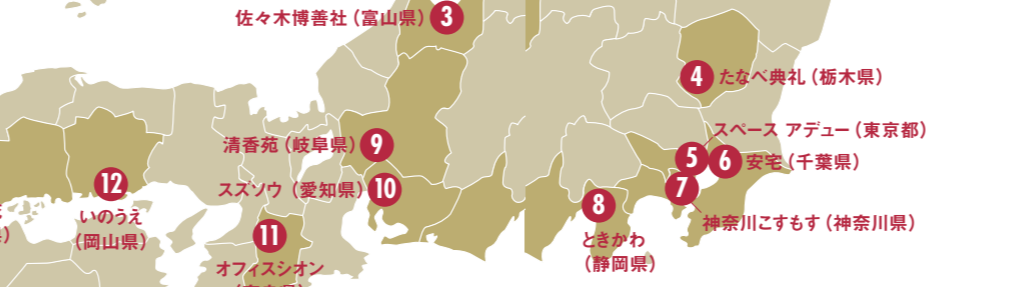 佐々木博善社（富山県）3
4 たなべ典礼（栃木県）
スペース アデュー（東京都）
清香苑（岐阜県）9
5
6 安宅（千葉県）
スズソウ（愛知県）10
7
神奈川こすもす（神奈川県）
8
ときかわ
（静岡県）
12
いのうえ
（岡山県）
11
オフィスシオン